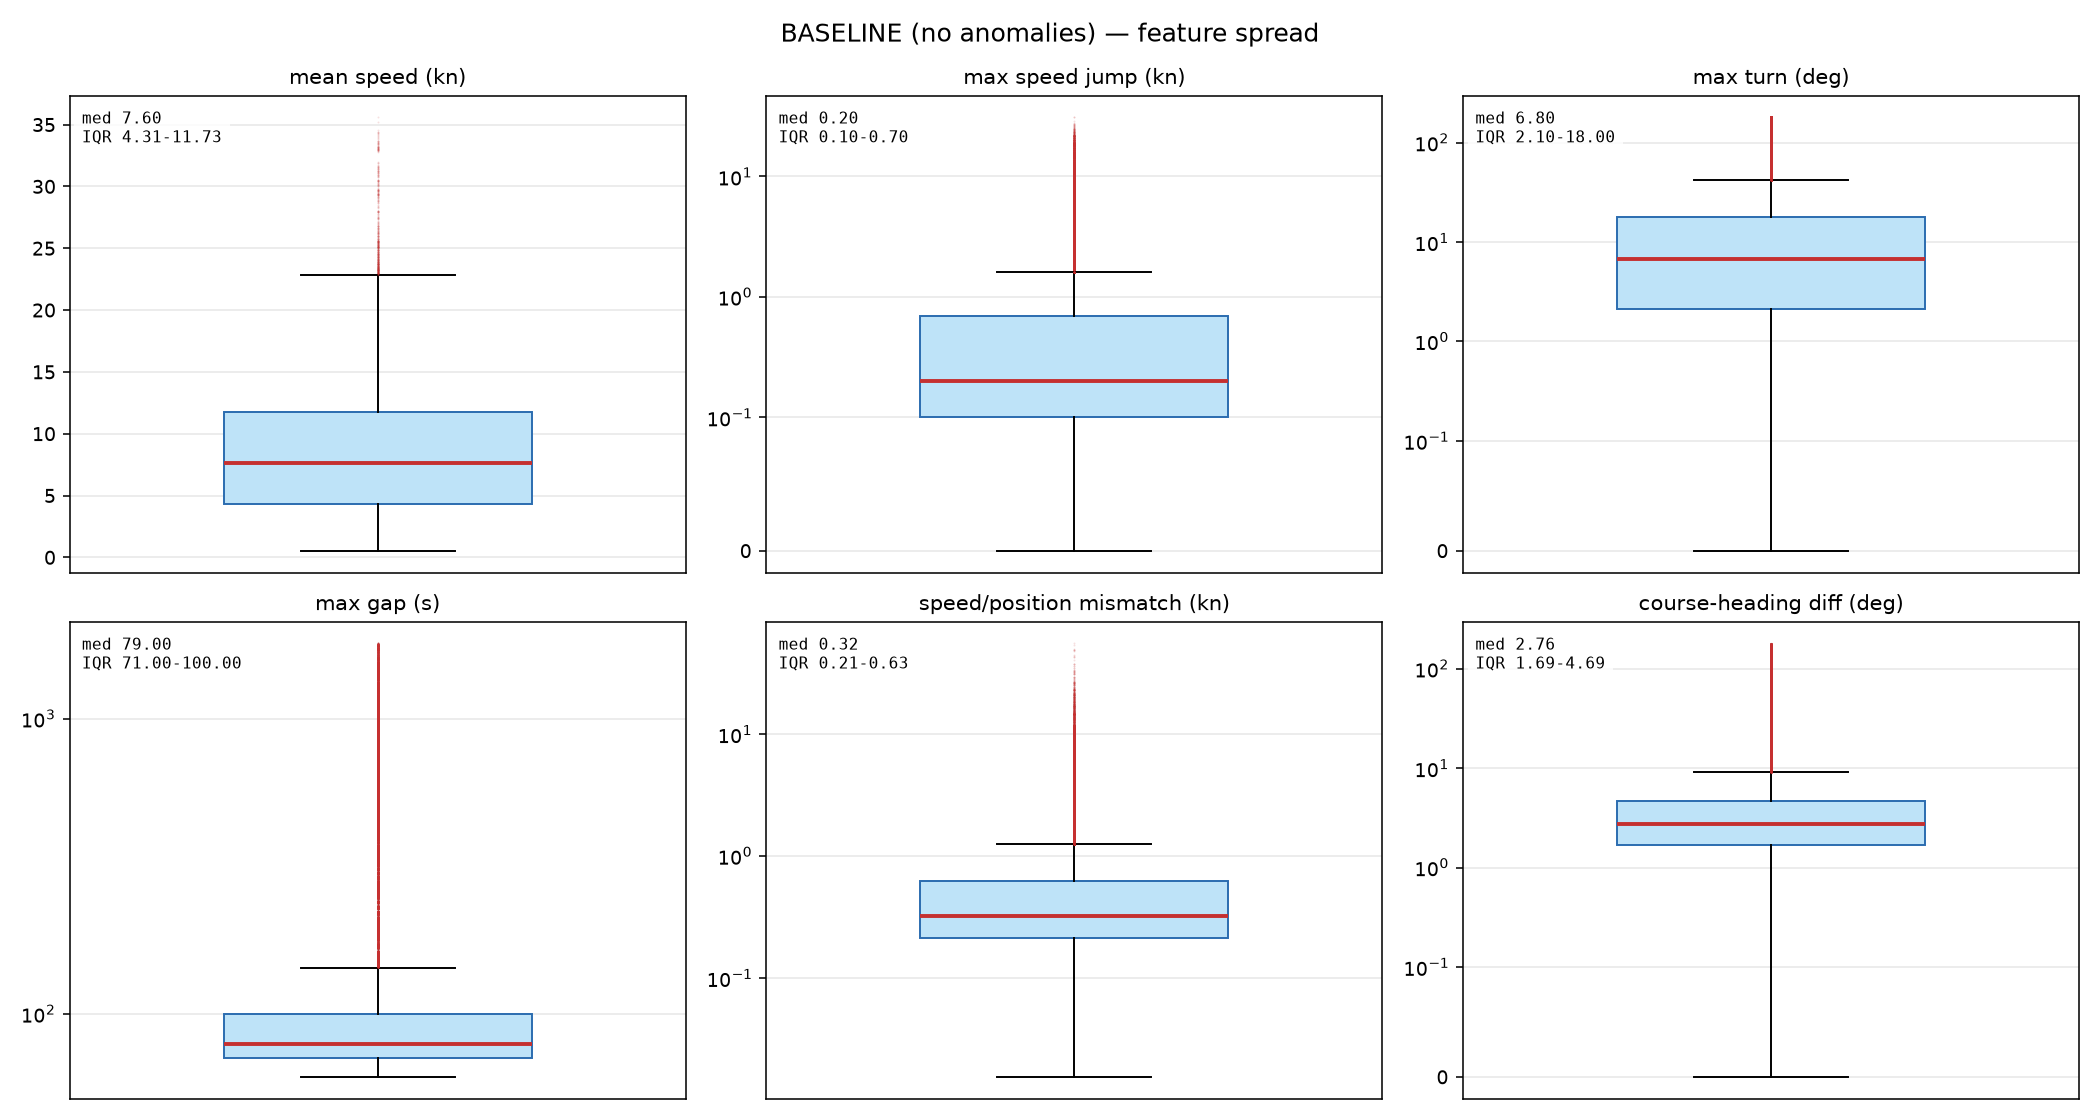 BASELINE (no anomalies) — feature spread
mean speed (kn)
med 7.60
IQR 4.31-11.73
35
30
25
20
15
10
5
0
max speed jump (kn)
med 0.20
IQR 0.10-0.70
10¹
10⁰
10⁻¹
0
max turn (deg)
med 6.80
IQR 2.10-18.00
10²
10¹
10⁰
10⁻¹
0
max gap (s)
med 79.00
IQR 71.00-100.00
10³
10²
speed/position mismatch (kn)
med 0.32
IQR 0.21-0.63
10¹
10⁰
10⁻¹
course-heading diff (deg)
med 2.76
IQR 1.69-4.69
10²
10¹
10⁰
10⁻¹
0